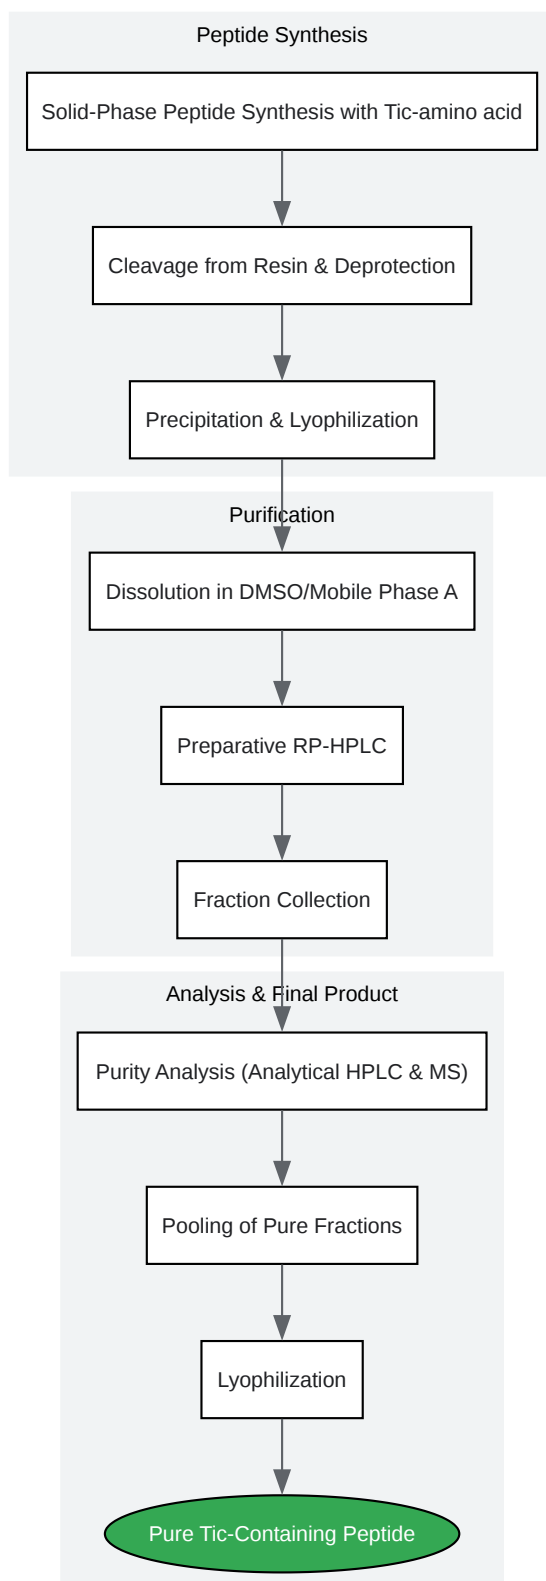 Peptide Synthesis
Solid-Phase Peptide Synthesis with Tic-amino acid
Cleavage from Resin & Deprotection
Precipitation & Lyophilization
Purification
Dissolution in DMSO/Mobile Phase A
Preparative RP-HPLC
Fraction Collection
Analysis & Final Product
Purity Analysis (Analytical HPLC & MS)
Pooling of Pure Fractions
Lyophilization
Pure Tic-Containing Peptide